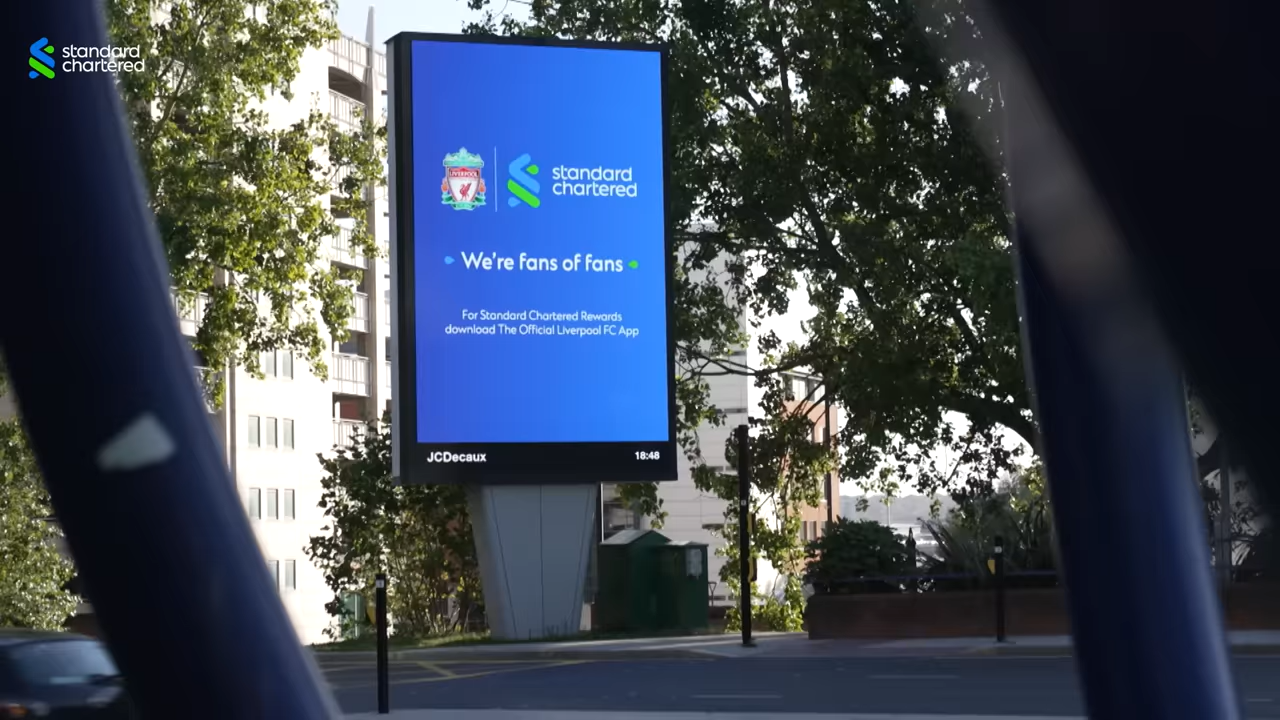 standard
chartered
LIVERPOOL
standard
chartered
We're fans of fans
For Standard Chartered Rewards
download The Official Liverpool FC App
JCDecaux
18:48